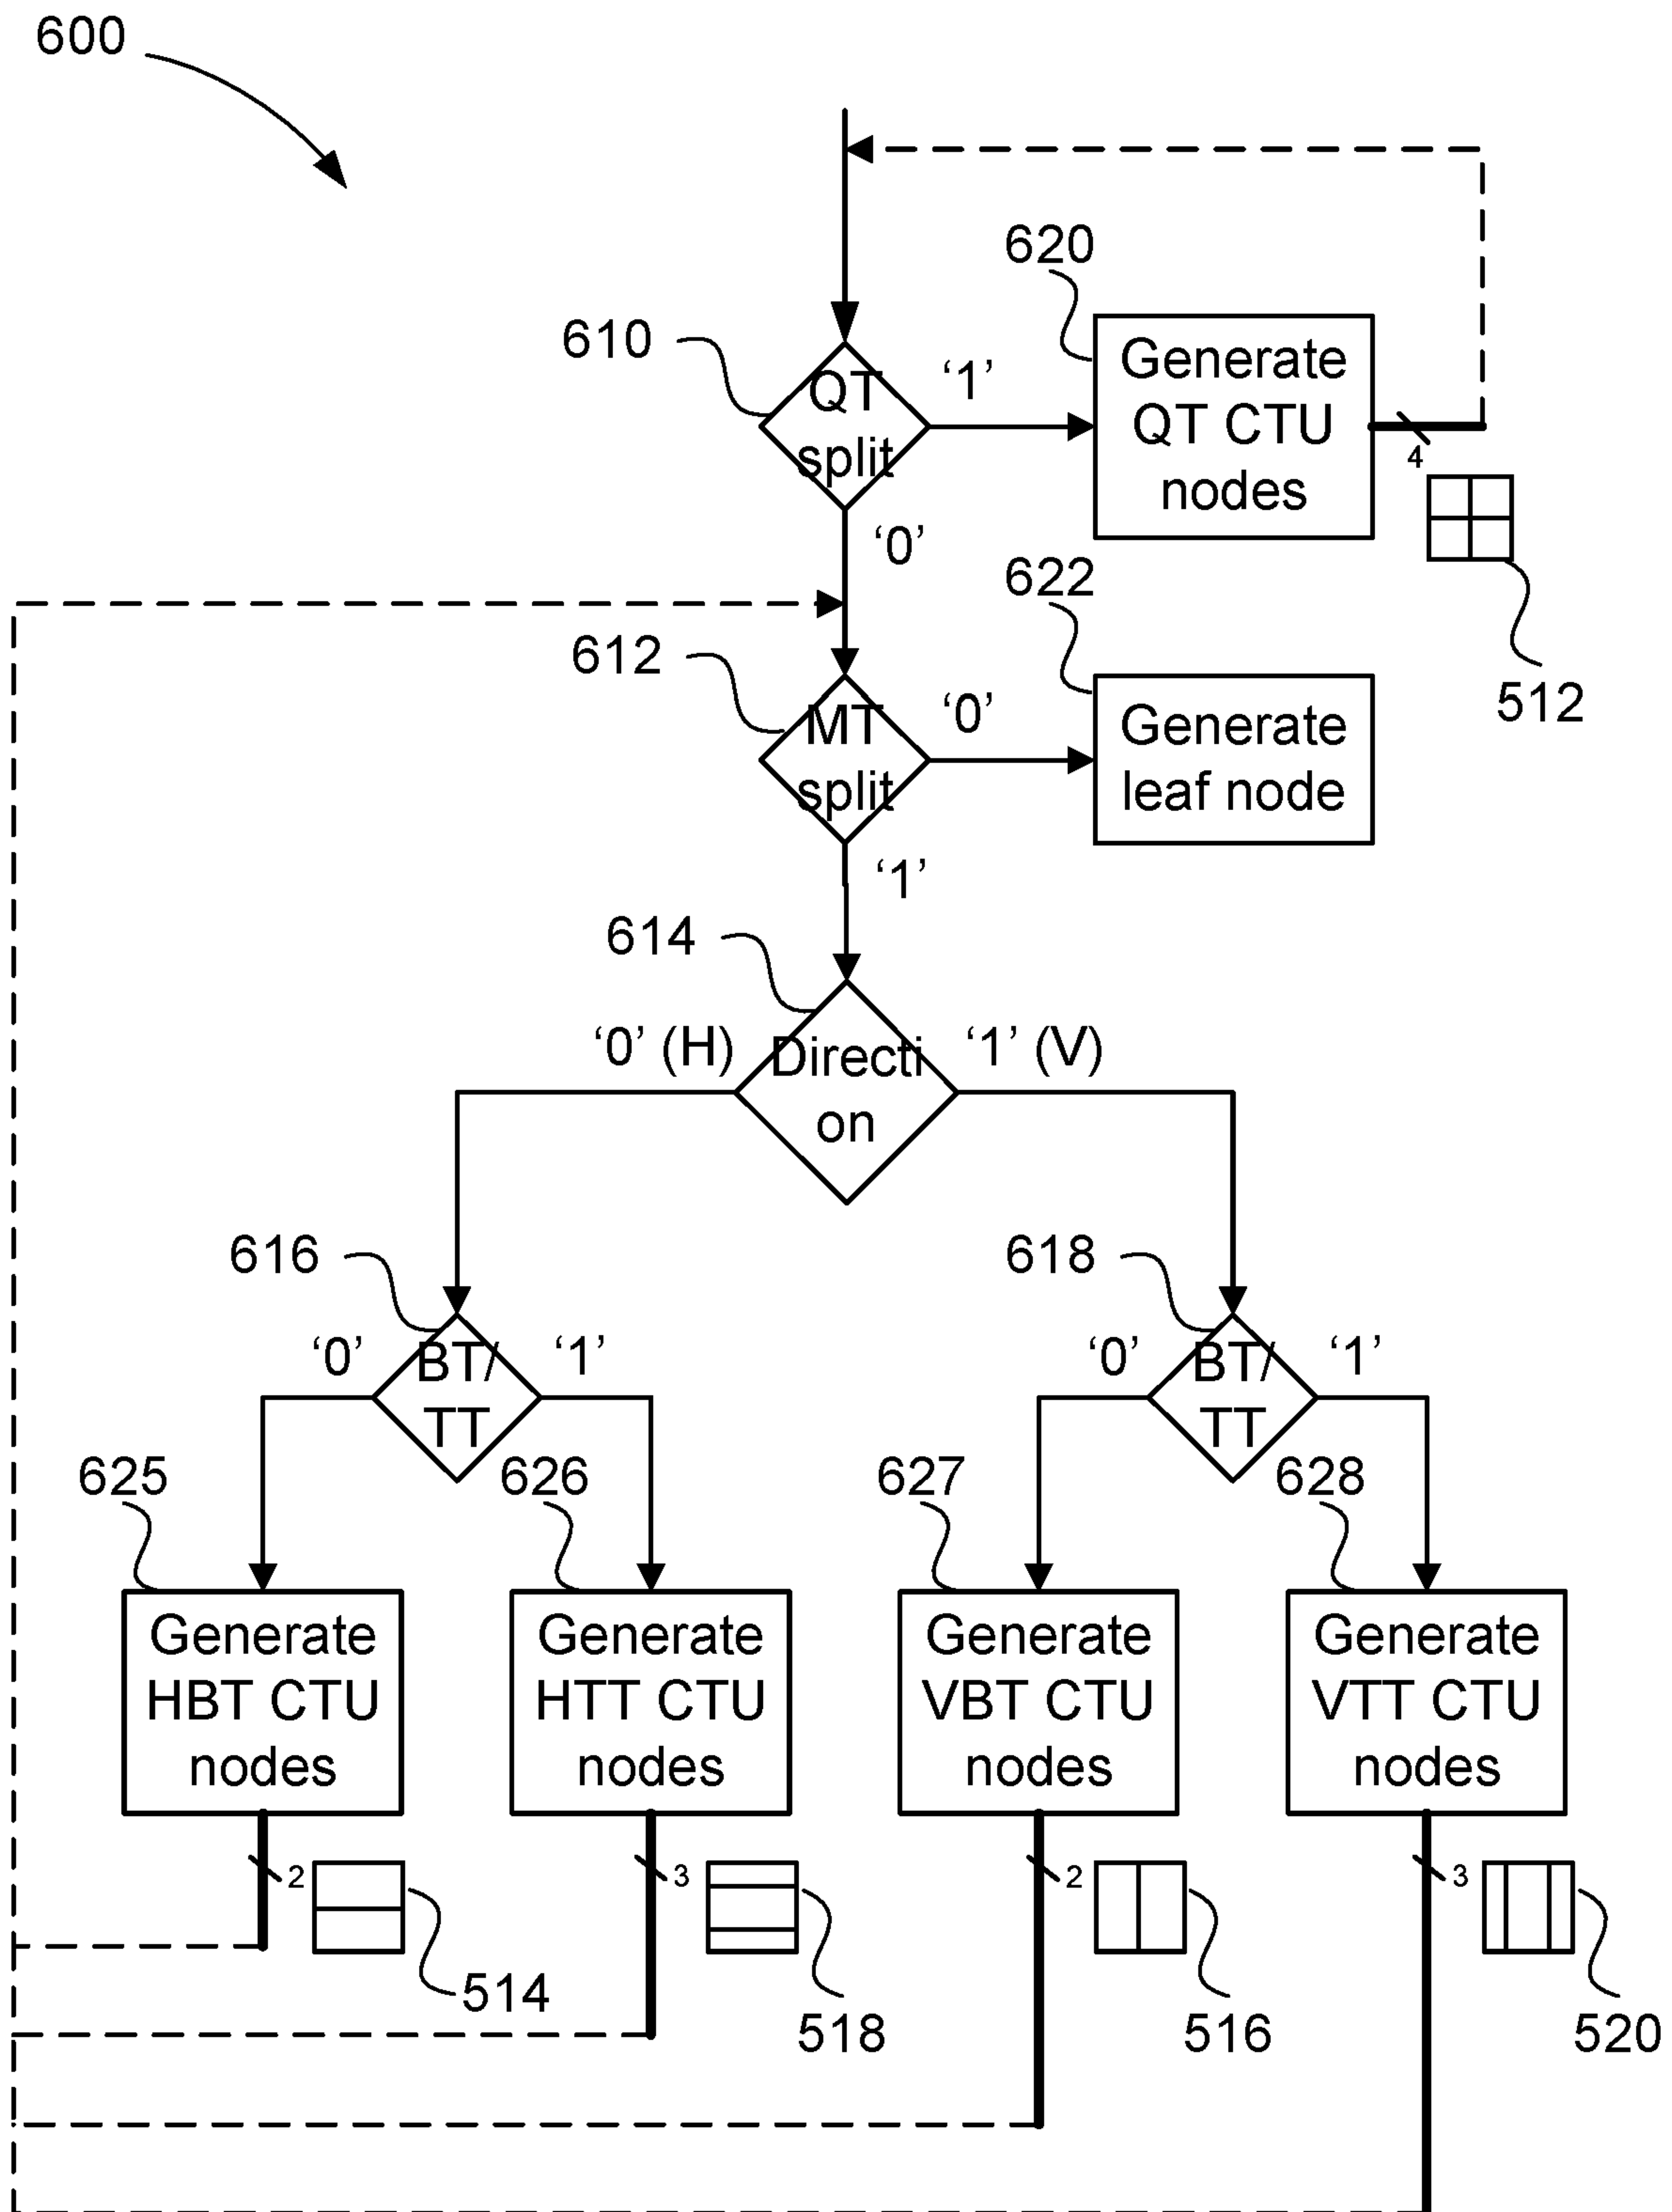 600
620
610
QT
split
‘1’
Generate
QT CTU
nodes
4
‘0’
512
622
612
MT
split
‘0’
Generate
leaf node
‘1’
614
‘0’ (H)
Directi
on
‘1’ (V)
616
‘0’
BT/
TT
‘1’
618
‘0’
BT/
TT
‘1’
625
626
627
628
Generate
HBT CTU
nodes
Generate
HTT CTU
nodes
Generate
VBT CTU
nodes
Generate
VTT CTU
nodes
2
3
2
3
514
518
516
520